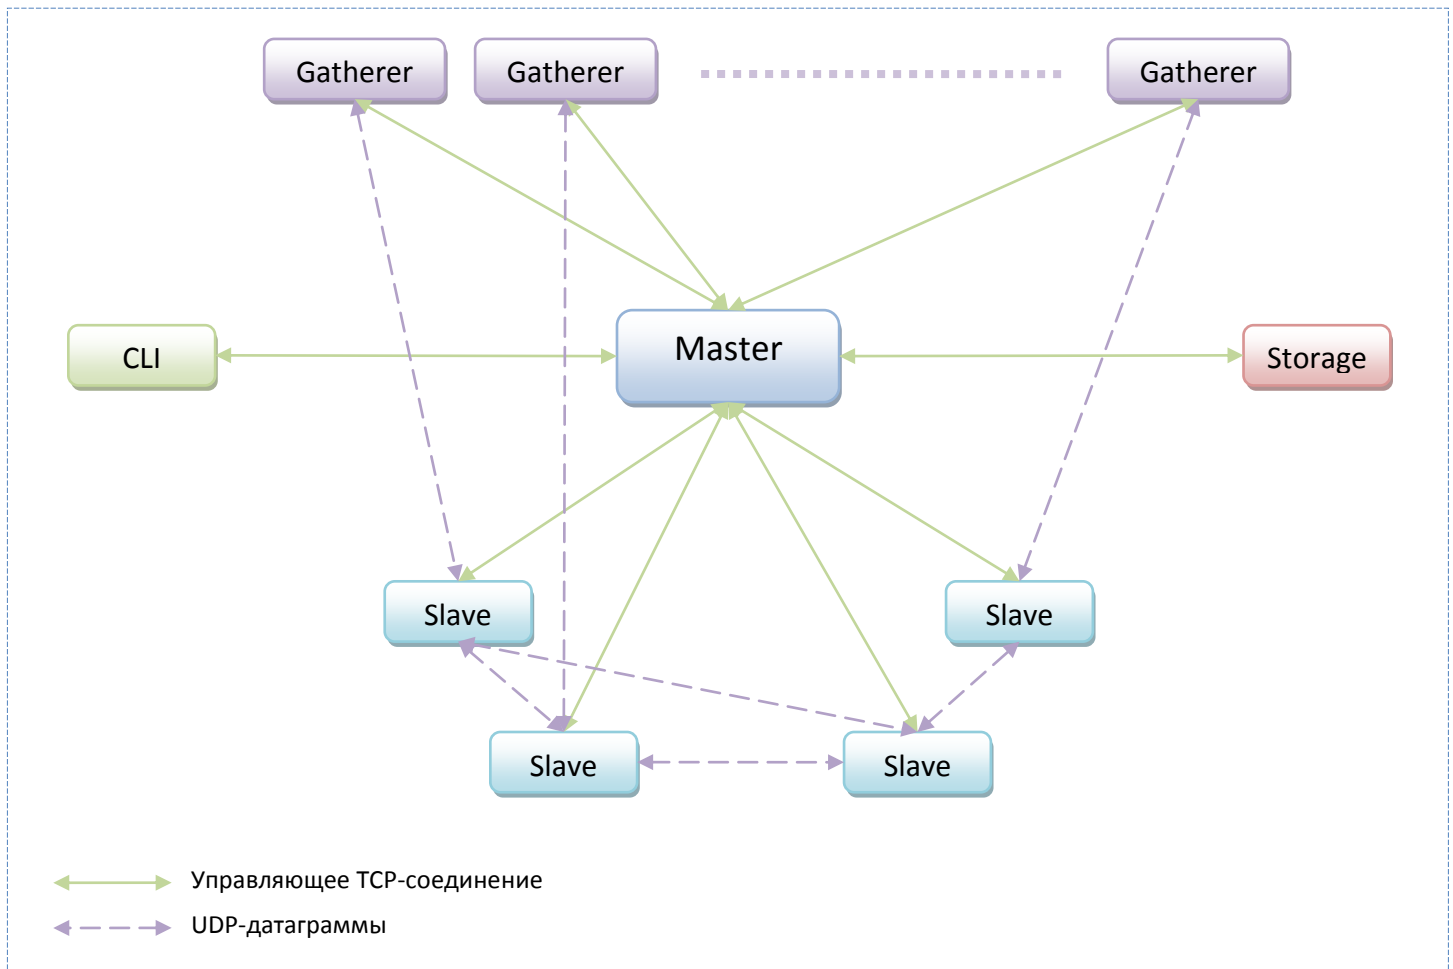 Gatherer
Gatherer
Gatherer
CLI
Master
Storage
Slave
Slave
Slave
Slave
Управляющее TCP-соединение
UDP-датаграммы